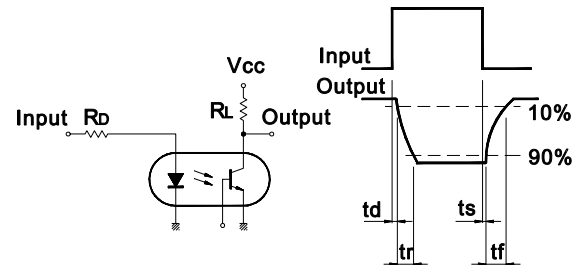 Vcc
Input RD RL Output
Input
Output
10%
90%
td ts
tr tf